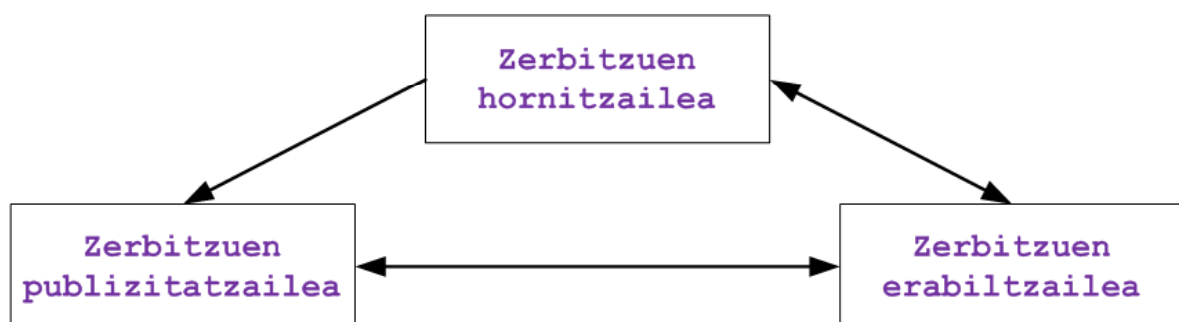 Zerbitzuen
hornitzailea
Zerbitzuen
publizitatzailea
Zerbitzuen
erabiltzailea